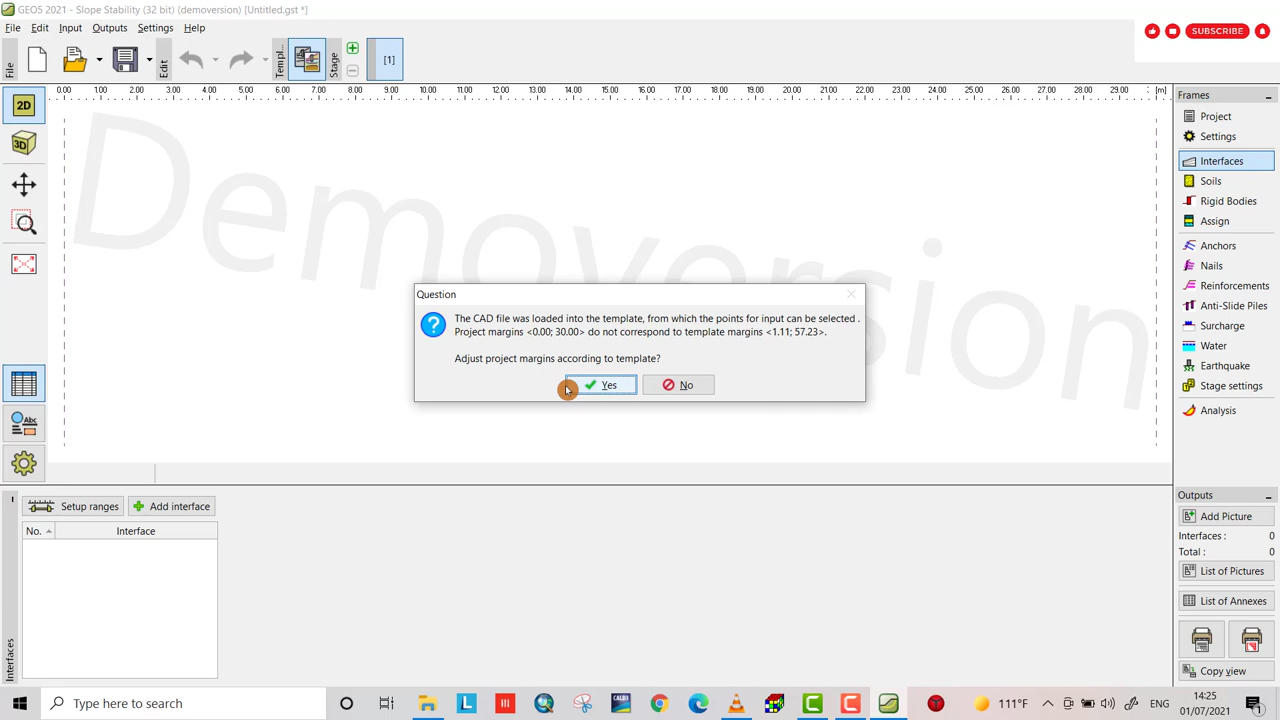 GEO5 2021 - Slope Stability (32 bit) (demoversion) [Untitled.gst *]
File Edit Input Outputs Settings Help
SUBSCRIBE
File
Edit
Templ...
Stage
[1]
0.00 1.00 2.00 3.00 4.00 5.00 6.00 7.00 8.00 9.00 10.00 11.00 12.00 13.00 14.00 15.00 16.00 17.00 18.00 19.00 20.00 21.00 22.00 23.00 24.00 25.00 26.00 27.00 28.00 29.00 [m]
2D
3D
Demoversion
Question
The CAD file was loaded into the template, from which the points for input can be selected .
Project margins <0.00; 30.00> do not correspond to template margins <1.11; 57.23>.
Adjust project margins according to template?
Yes No
Frames
Project
Settings
Interfaces
Soils
Rigid Bodies
Assign
Anchors
Nails
Reinforcements
Anti-Slide Piles
Surcharge
Water
Earthquake
Stage settings
Analysis
Abc
Interfaces
Setup ranges Add interface
No. Interface
Outputs
Add Picture
Interfaces : 0
Total : 0
List of Pictures
List of Annexes
Copy view
Type here to search
111°F
ENG
14:25
01/07/2021